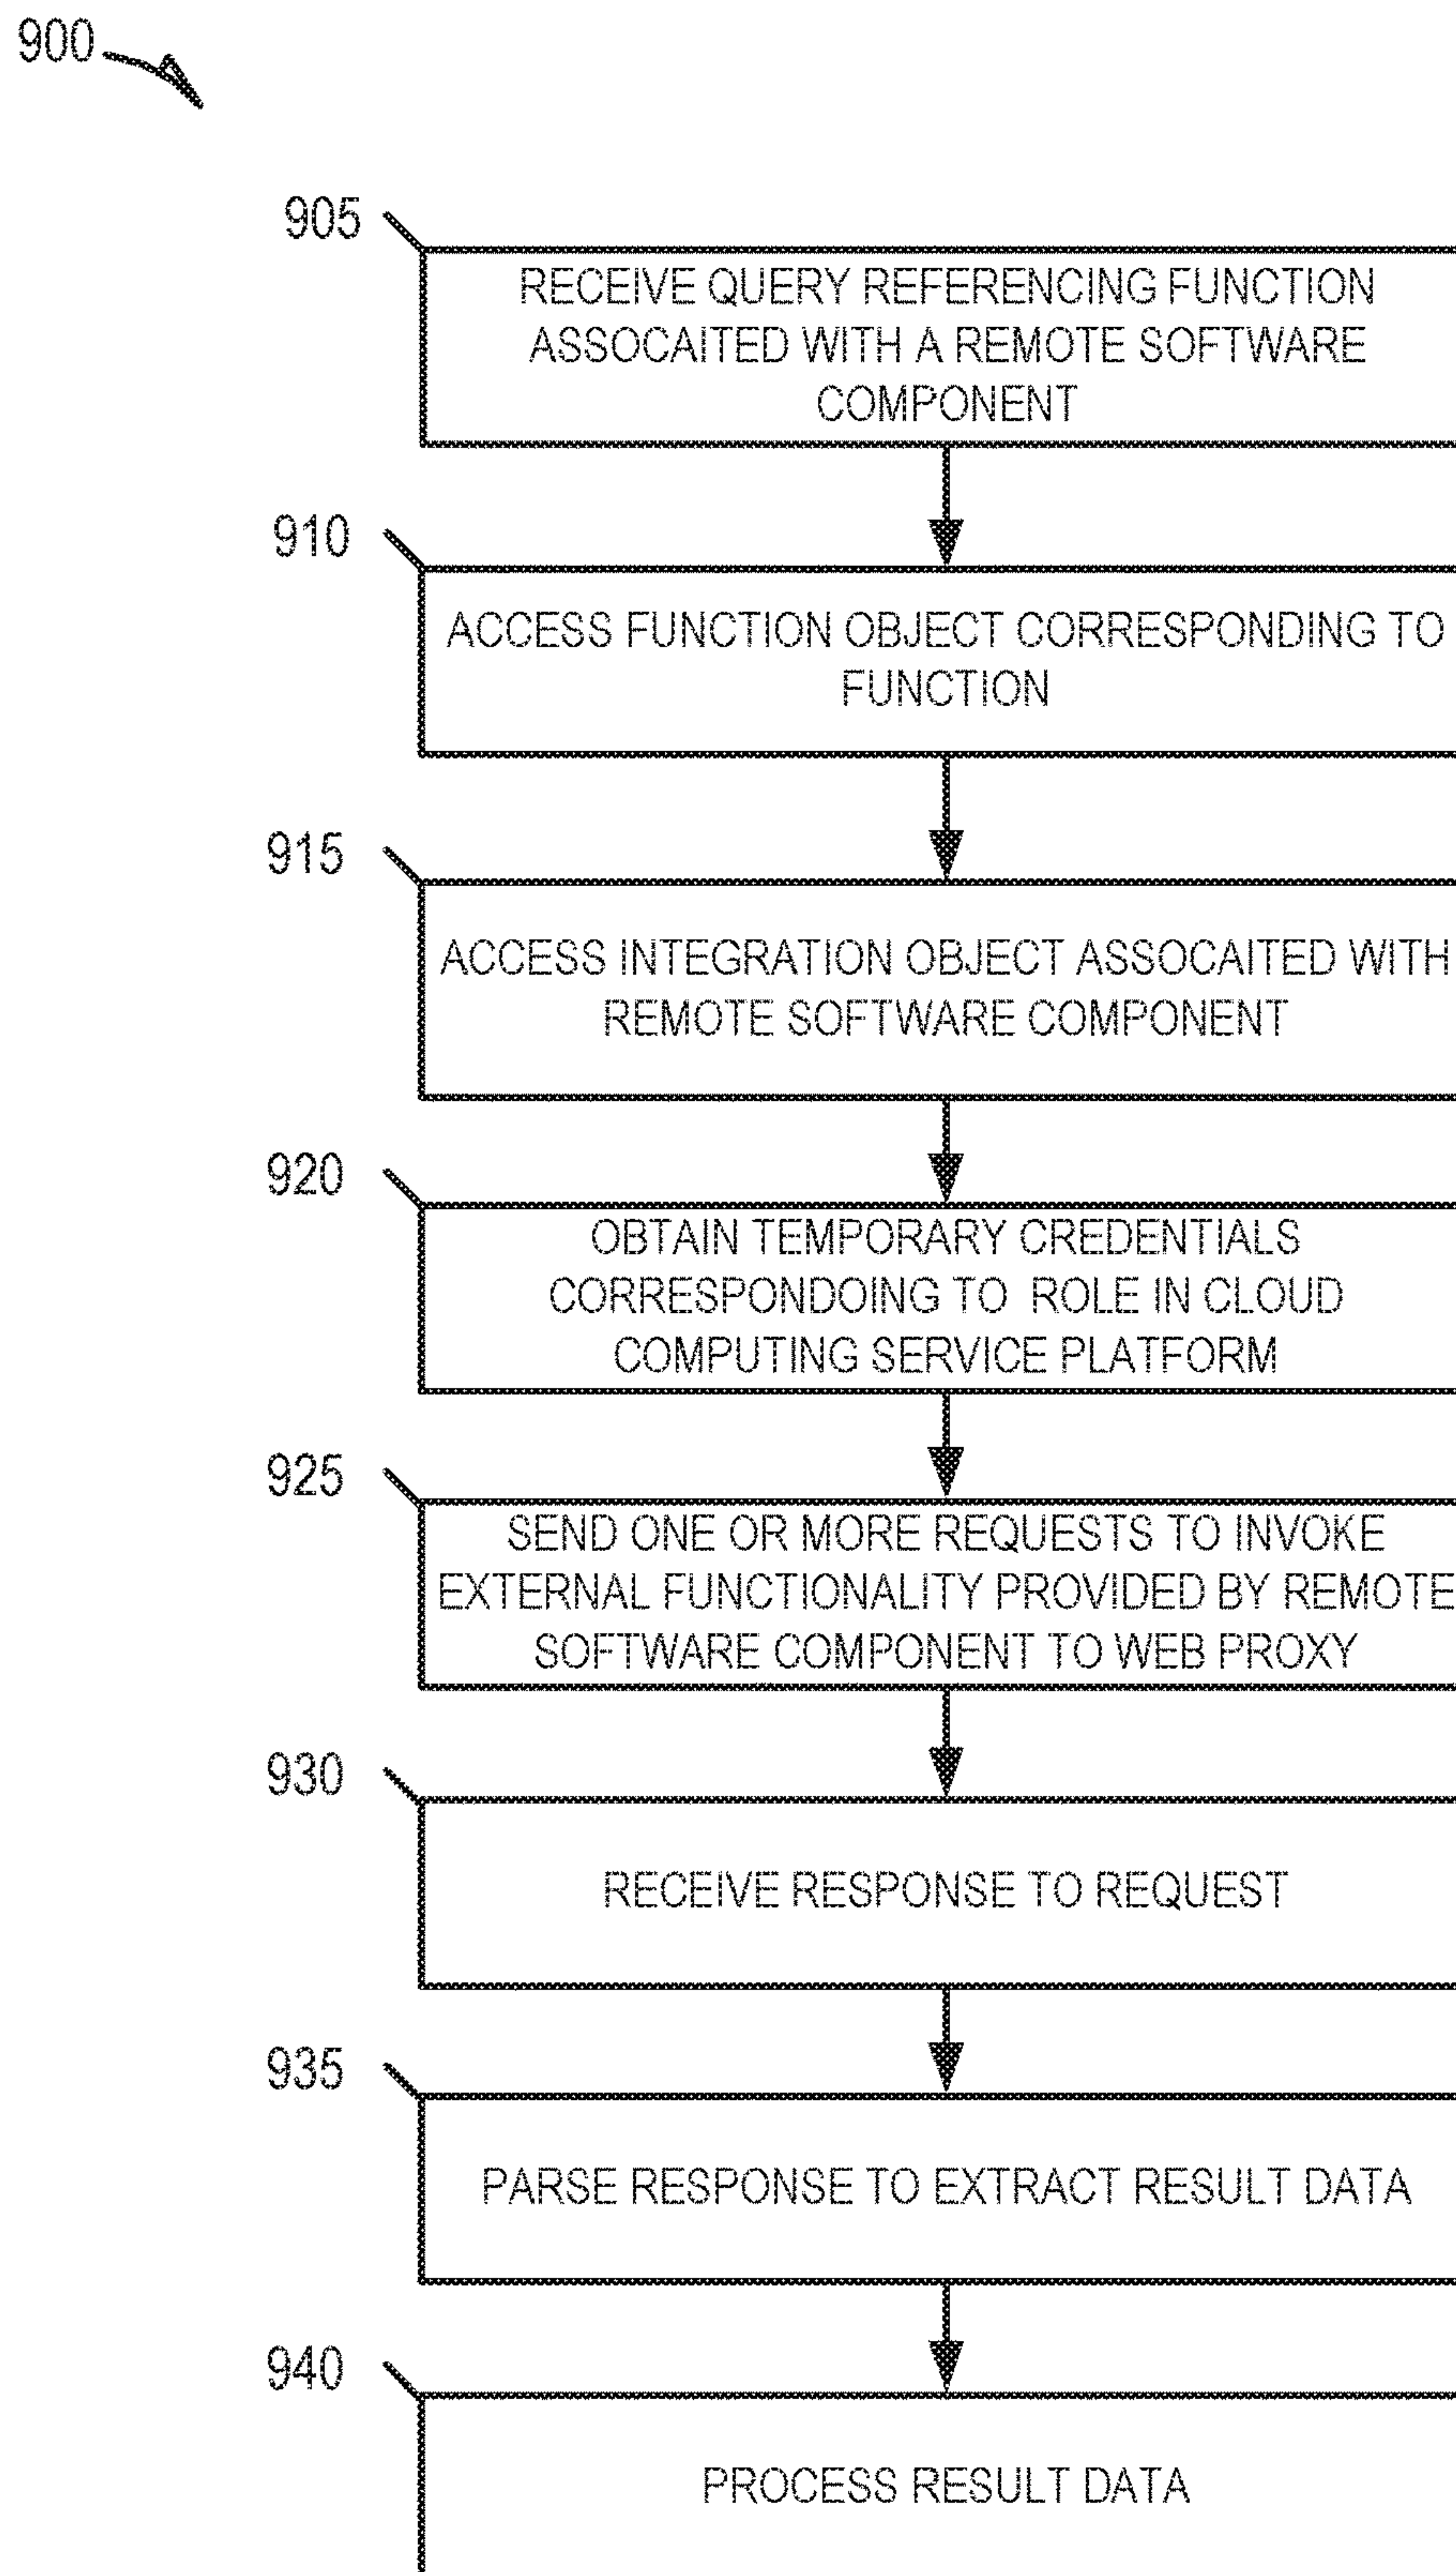 900
905
RECEIVE QUERY REFERENCING FUNCTION
ASSOCAITED WITH A REMOTE SOFTWARE
COMPONENT
910
ACCESS FUNCTION OBJECT CORRESPONDING TO
FUNCTION
915
ACCESS INTEGRATION OBJECT ASSOCAITED WITH
REMOTE SOFTWARE COMPONENT
920
OBTAIN TEMPORARY CREDENTIALS
CORRESPONDOING TO ROLE IN CLOUD
COMPUTING SERVICE PLATFORM
925
SEND ONE OR MORE REQUESTS TO INVOKE
EXTERNAL FUNCTIONALITY PROVIDED BY REMOTE
SOFTWARE COMPONENT TO WEB PROXY
930
RECEIVE RESPONSE TO REQUEST
935
PARSE RESPONSE TO EXTRACT RESULT DATA
940
PROCESS RESULT DATA